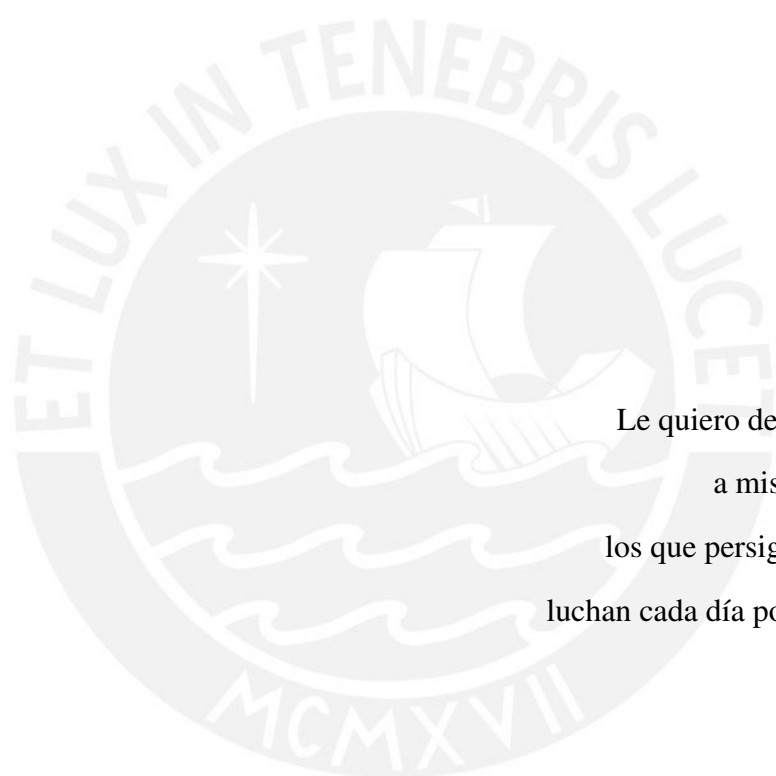 ET LUX IN TENEBRIS LUCET
Le quiero de
a mis
los que persig
luchan cada día po
MCMXVII